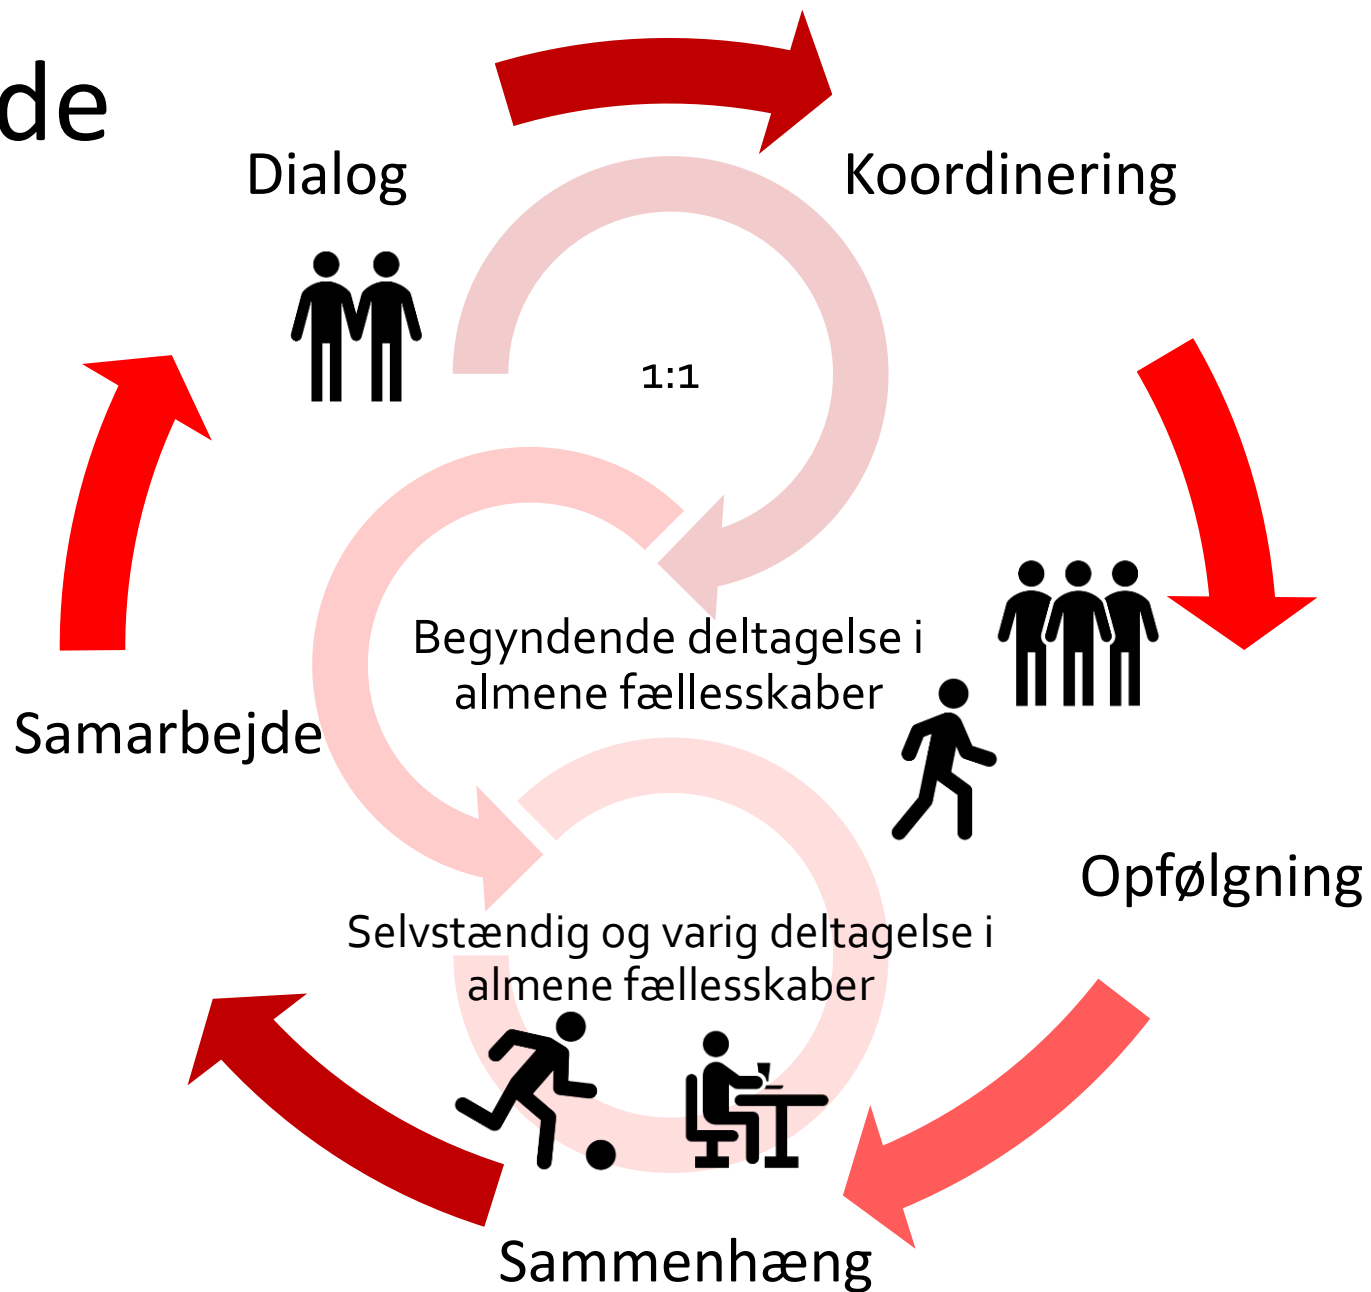 de
Dialog
Koordinering
1:1
Begyndende deltagelse i
almene fællesskaber
Samarbejde
Opfølgning
Selvstændig og varig deltagelse i
almene fællesskaber
Sammenhæng